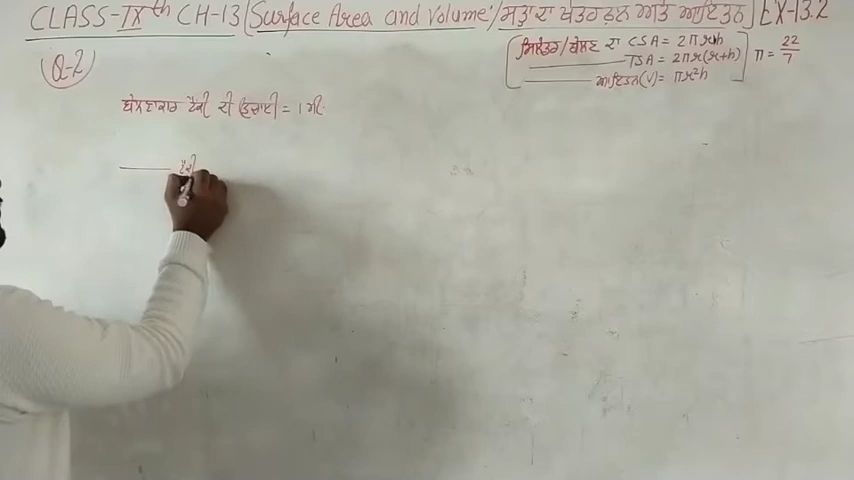 CLASS-IXth CH-13 [Surface Area and Volume/ਸਤ੍ਹਾ ਦਾ ਖੇਤਰਫਲ ਅਤੇ ਆਇਤਨ] EX-13.2
Q-2
ਸਿਲੰਡਰ/ਵੇਲਣ ਦਾ CSA = 2πrh
TSA = 2πr(r+h)
ਆਇਤਨ(V) = πr²h
π = 22/7
ਵੇਲਣਾਕਾਰ ਟੈਂਕੀ ਦੀ ਉਚਾਈ = 1 ਮੀ.